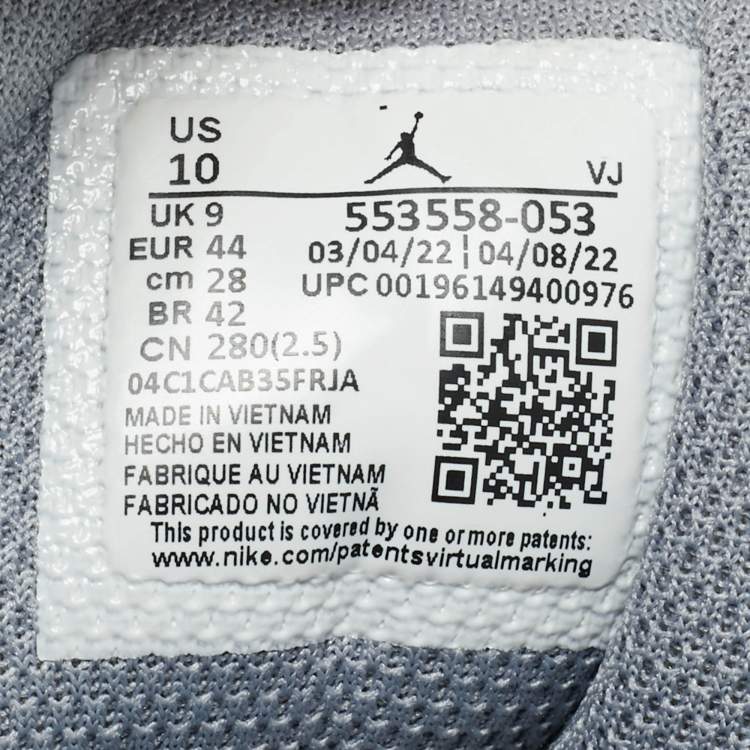 US
10
VJ
UK 9
553558-053
EUR 44
03/04/22 | 04/08/22
cm 28
UPC 00196149400976
BR 42
CN 280(2.5)
04C1CAB35FRJA
MADE IN VIETNAM
HECHO EN VIETNAM
FABRIQUE AU VIETNAM
FABRICADO NO VIETNÃ
This product is covered by one or more patents:
www.nike.com/patentsvirtualmarking